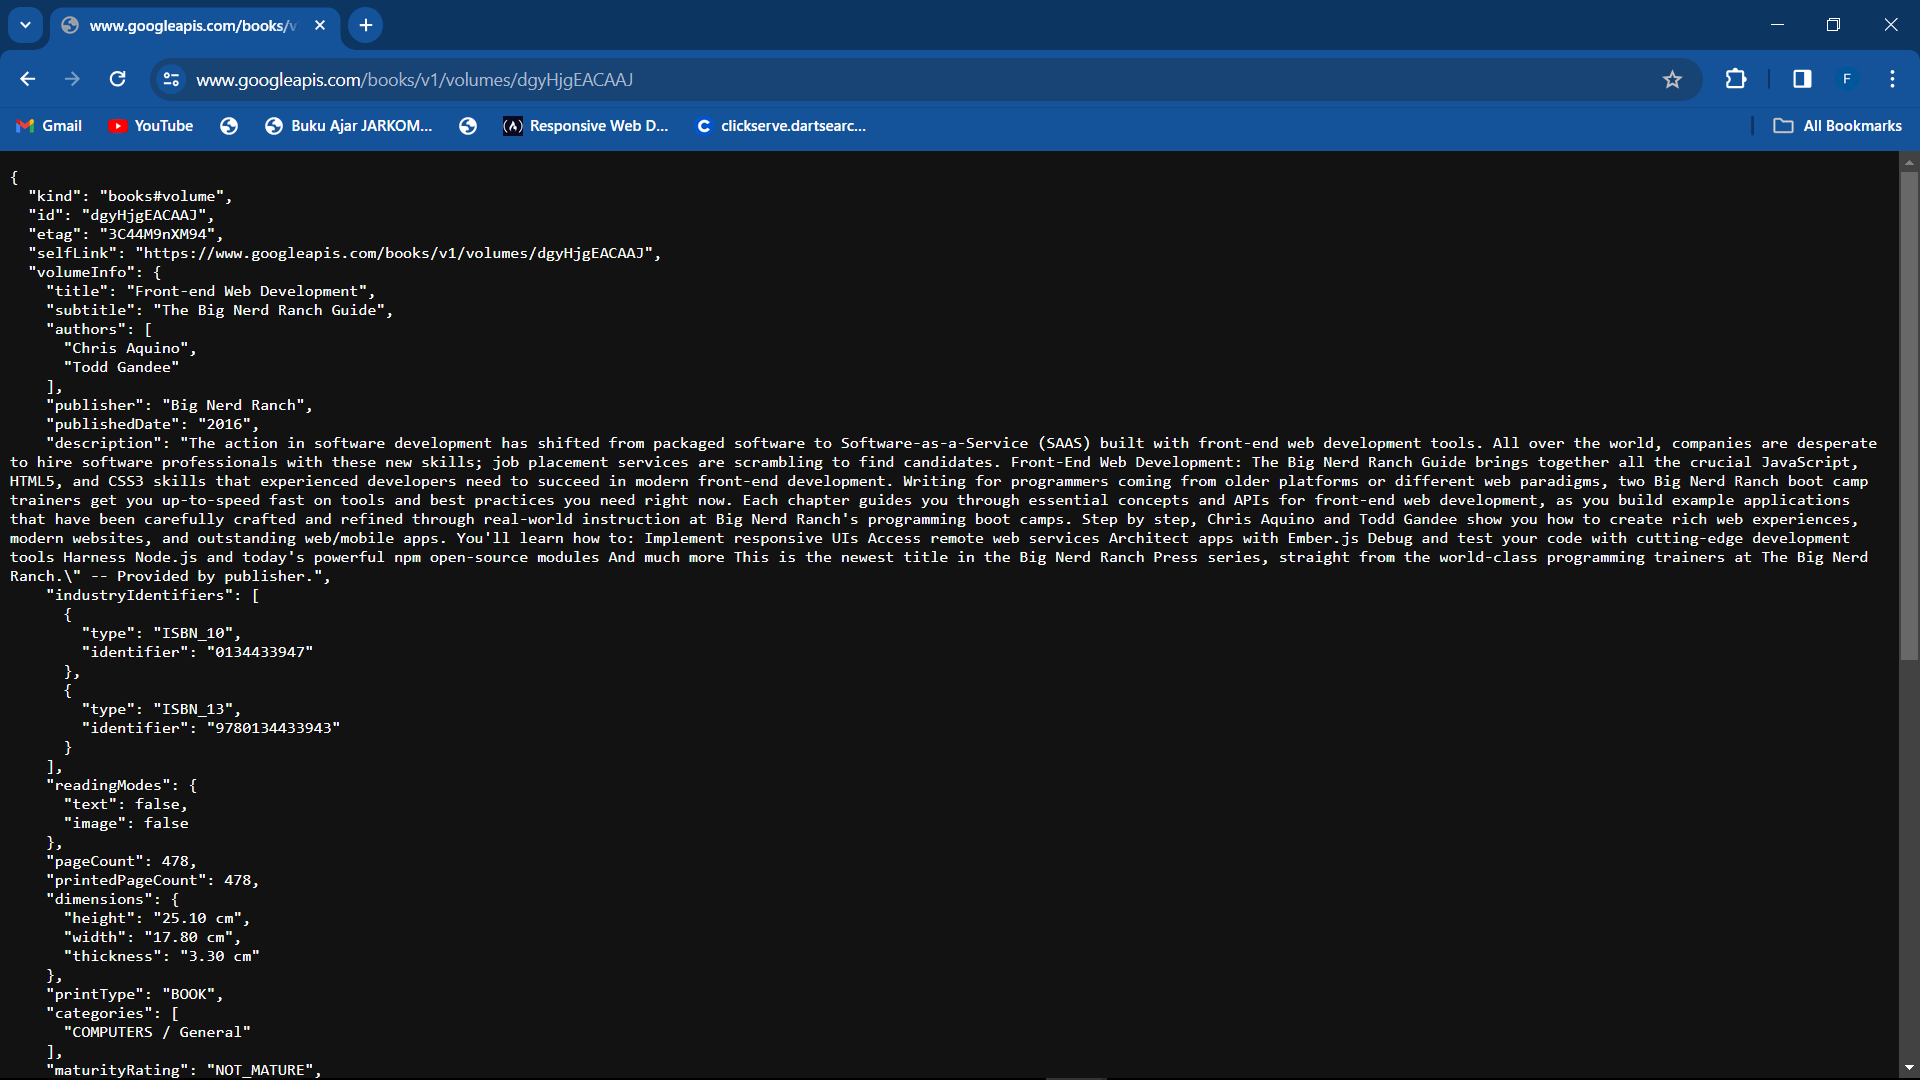 www.googleapis.com/books/v
www.googleapis.com/books/v1/volumes/dgyHjgEACAAJ
F
Gmail
YouTube
Buku Ajar JARKOM...
Responsive Web D...
clickserve.dartsearc...
All Bookmarks
{
"kind": "books#volume",
"id": "dgyHjgEACAAJ",
"etag": "3C44M9nXM94",
"selfLink": "https://www.googleapis.com/books/v1/volumes/dgyHjgEACAAJ",
"volumeInfo": {
"title": "Front-end Web Development",
"subtitle": "The Big Nerd Ranch Guide",
"authors": [
"Chris Aquino",
"Todd Gandee"
],
"publisher": "Big Nerd Ranch",
"publishedDate": "2016",
"description": "The action in software development has shifted from packaged software to Software-as-a-Service (SAAS) built with front-end web development tools. All over the world, companies are desperate
to hire software professionals with these new skills; job placement services are scrambling to find candidates. Front-End Web Development: The Big Nerd Ranch Guide brings together all the crucial JavaScript,
HTML5, and CSS3 skills that experienced developers need to succeed in modern front-end development. Writing for programmers coming from older platforms or different web paradigms, two Big Nerd Ranch boot camp
trainers get you up-to-speed fast on tools and best practices you need right now. Each chapter guides you through essential concepts and APIs for front-end web development, as you build example applications
that have been carefully crafted and refined through real-world instruction at Big Nerd Ranch's programming boot camps. Step by step, Chris Aquino and Todd Gandee show you how to create rich web experiences,
modern websites, and outstanding web/mobile apps. You'll learn how to: Implement responsive UIs Access remote web services Architect apps with Ember.js Debug and test your code with cutting-edge development
tools Harness Node.js and today's powerful npm open-source modules And much more This is the newest title in the Big Nerd Ranch Press series, straight from the world-class programming trainers at The Big Nerd
Ranch.\" -- Provided by publisher.",
"industryIdentifiers": [
{
"type": "ISBN_10",
"identifier": "0134433947"
},
{
"type": "ISBN_13",
"identifier": "9780134433943"
}
],
"readingModes": {
"text": false,
"image": false
},
"pageCount": 478,
"printedPageCount": 478,
"dimensions": {
"height": "25.10 cm",
"width": "17.80 cm",
"thickness": "3.30 cm"
},
"printType": "BOOK",
"categories": [
"COMPUTERS / General"
],
"maturityRating": "NOT_MATURE",